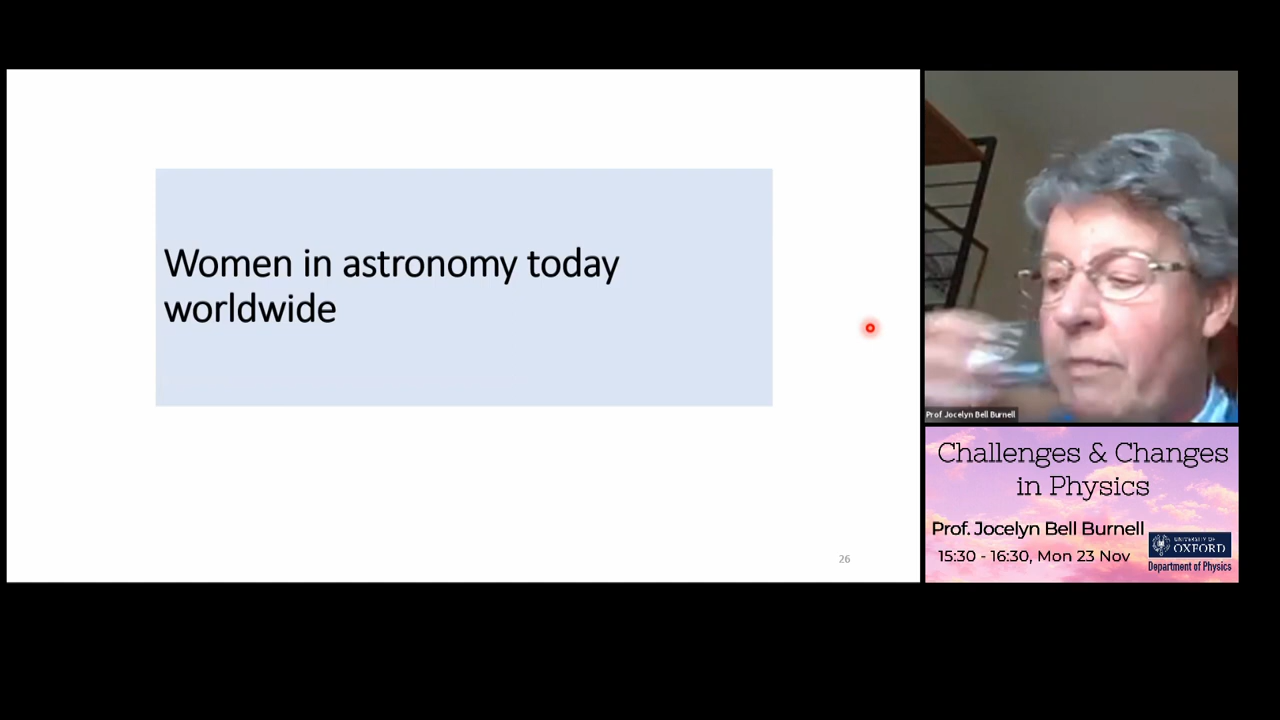 Women in astronomy today
worldwide
26
Prof Jocelyn Bell Burnell
Challenges & Changes
in Physics
Prof. Jocelyn Bell Burnell
15:30 - 16:30, Mon 23 Nov
UNIVERSITY OF
OXFORD
Department of Physics